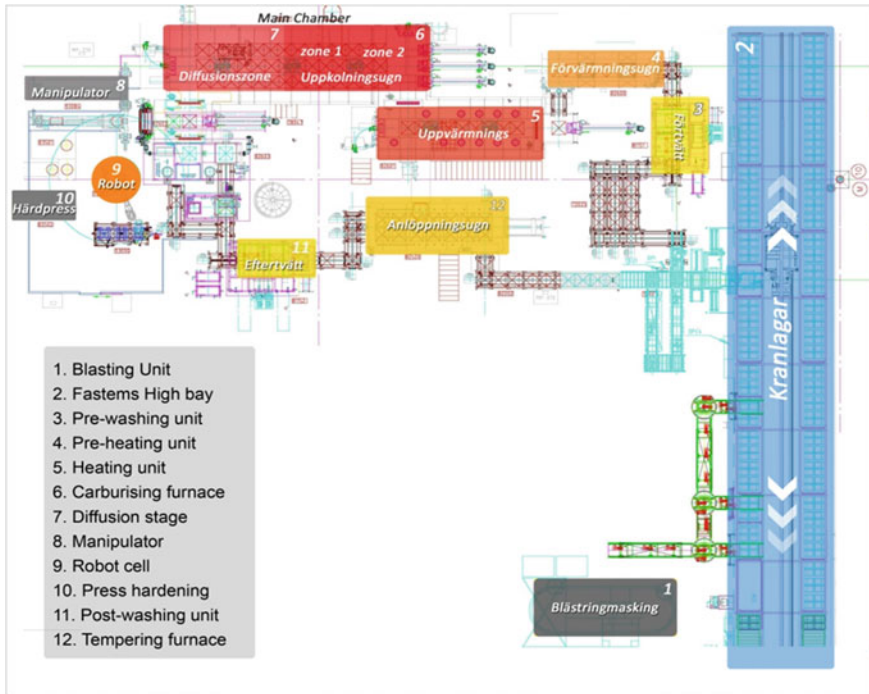 Main Chamber
7
zone 1
zone 2
6
Diffusionszone
Uppkolningsugn
Manipulator
8
9
Robot
10
Härdpress
Uppvärmnings
5
4
Förvärmningsugn
3
Förtvätt
2
Kranlagar
12
Anlöppningsugn
11
Eftertvätt
1. Blasting Unit
2. Fastems High bay
3. Pre-washing unit
4. Pre-heating unit
5. Heating unit
6. Carburising furnace
7. Diffusion stage
8. Manipulator
9. Robot cell
10. Press hardening
11. Post-washing unit
12. Tempering furnace
1
Blästringmasking